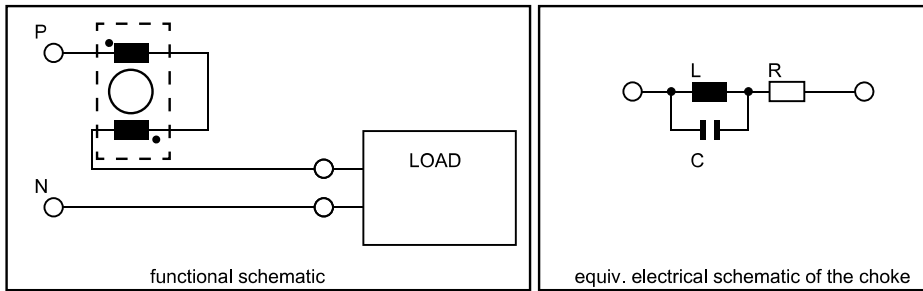 P
N
LOAD
functional schematic
L
R
C
equiv. electrical schematic of the choke